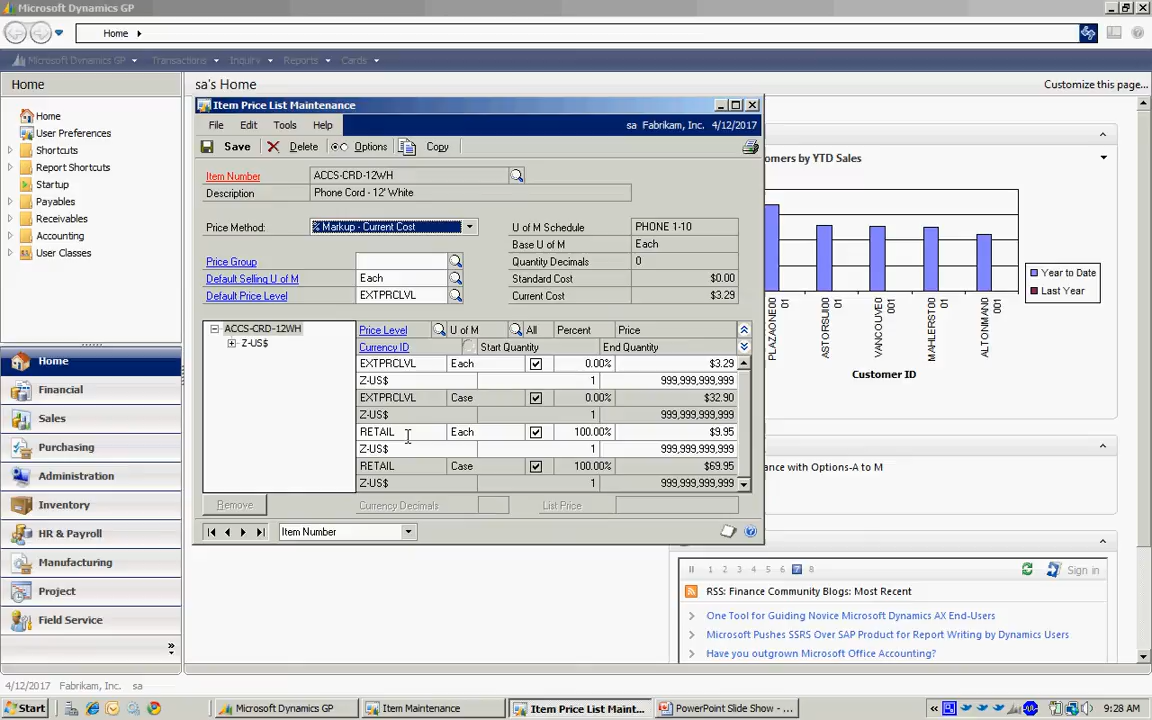 Microsoft Dynamics GP
Home
Microsoft Dynamics GP Transactions Inquiry Reports Cards
Home
sa's Home
Customize this page...
Home
User Preferences
Shortcuts
Report Shortcuts
Startup
Payables
Receivables
Accounting
User Classes
Item Price List Maintenance
File Edit Tools Help
sa Fabrikam, Inc. 4/12/2017
Save Delete Options Copy
Item Number ACCS-CRD-12WH
Description Phone Cord - 12' White
Price Method: % Markup - Current Cost
U of M Schedule PHONE 1-10
Base U of M Each
Price Group
Quantity Decimals 0
Default Selling U of M Each
Standard Cost $0.00
Default Price Level EXTPRCLVL
Current Cost $3.29
ACCS-CRD-12WH
Z-US$
Price Level U of M All Percent Price
Currency ID Start Quantity End Quantity
EXTPRCLVL Each 0.00% $3.29
Z-US$ 1 999,999,999,999
EXTPRCLVL Case 0.00% $32.90
Z-US$ 1 999,999,999,999
RETAIL Each 100.00% $9.95
Z-US$ 1 999,999,999,999
RETAIL Case 100.00% $69.95
Z-US$ 1 999,999,999,999
Remove
Currency Decimals
List Price
Item Number
omers by YTD Sales
PLAZAONE0001
ASTORSUI0001
VANCOUVE001
MAHLERST0001
ALTONMAN0001
Customer ID
Year to Date
Last Year
ance with Options-A to M
1 2 3 4 5 6 7 8
Sign in
RSS: Finance Community Blogs: Most Recent
One Tool for Guiding Novice Microsoft Dynamics AX End-Users
Microsoft Pushes SSRS Over SAP Product for Report Writing by Dynamics Users
Have you outgrown Microsoft Office Accounting?
Home
Financial
Sales
Purchasing
Administration
Inventory
HR & Payroll
Manufacturing
Project
Field Service
4/12/2017 Fabrikam, Inc. sa
Start
Microsoft Dynamics GP
Item Maintenance
Item Price List Maint...
PowerPoint Slide Show - ...
9:28 AM